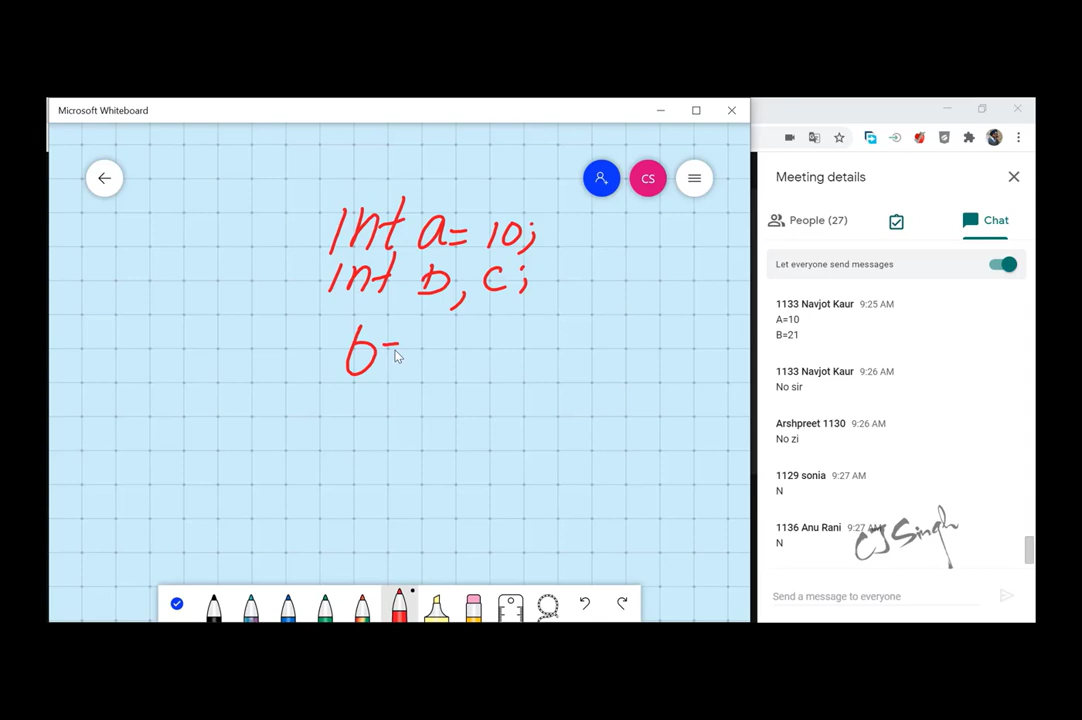 Microsoft Whiteboard
CS
Int a= 10;
Int b, c;
b-
Meeting details
People (27)
Chat
Let everyone send messages
1133 Navjot Kaur 9:25 AM
A=10
B=21
1133 Navjot Kaur 9:26 AM
No sir
Arshpreet 1130 9:26 AM
No zi
1129 sonia 9:27 AM
N
1136 Anu Rani 9:27 AM
N
CJSingh
Send a message to everyone